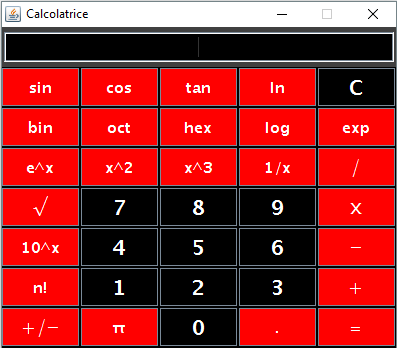 Calcolatrice
sin cos tan ln C
bin oct hex log exp
e^x x^2 x^3 1/x /
√ 7 8 9 x
10^x 4 5 6 −
n! 1 2 3 +
+/− π 0 . =